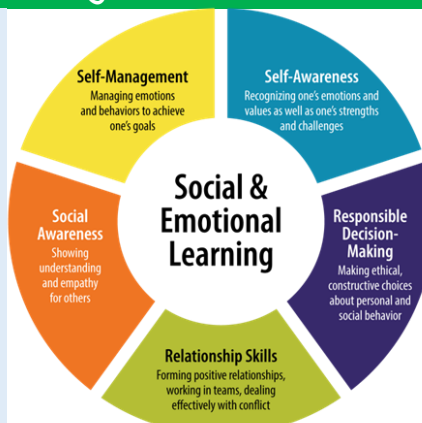 Self-Management
Managing emotions
and behaviors to achieve
one's goals
Self-Awareness
Recognizing one's emotions and
values as well as one's strengths
and challenges
Social &
Emotional
Learning
Social
Awareness
Showing
understanding
and empathy
for others
Responsible
Decision-
Making
Making ethical,
constructive choices
about personal and
social behavior
Relationship Skills
Forming positive relationships,
working in teams, dealing
effectively with conflict